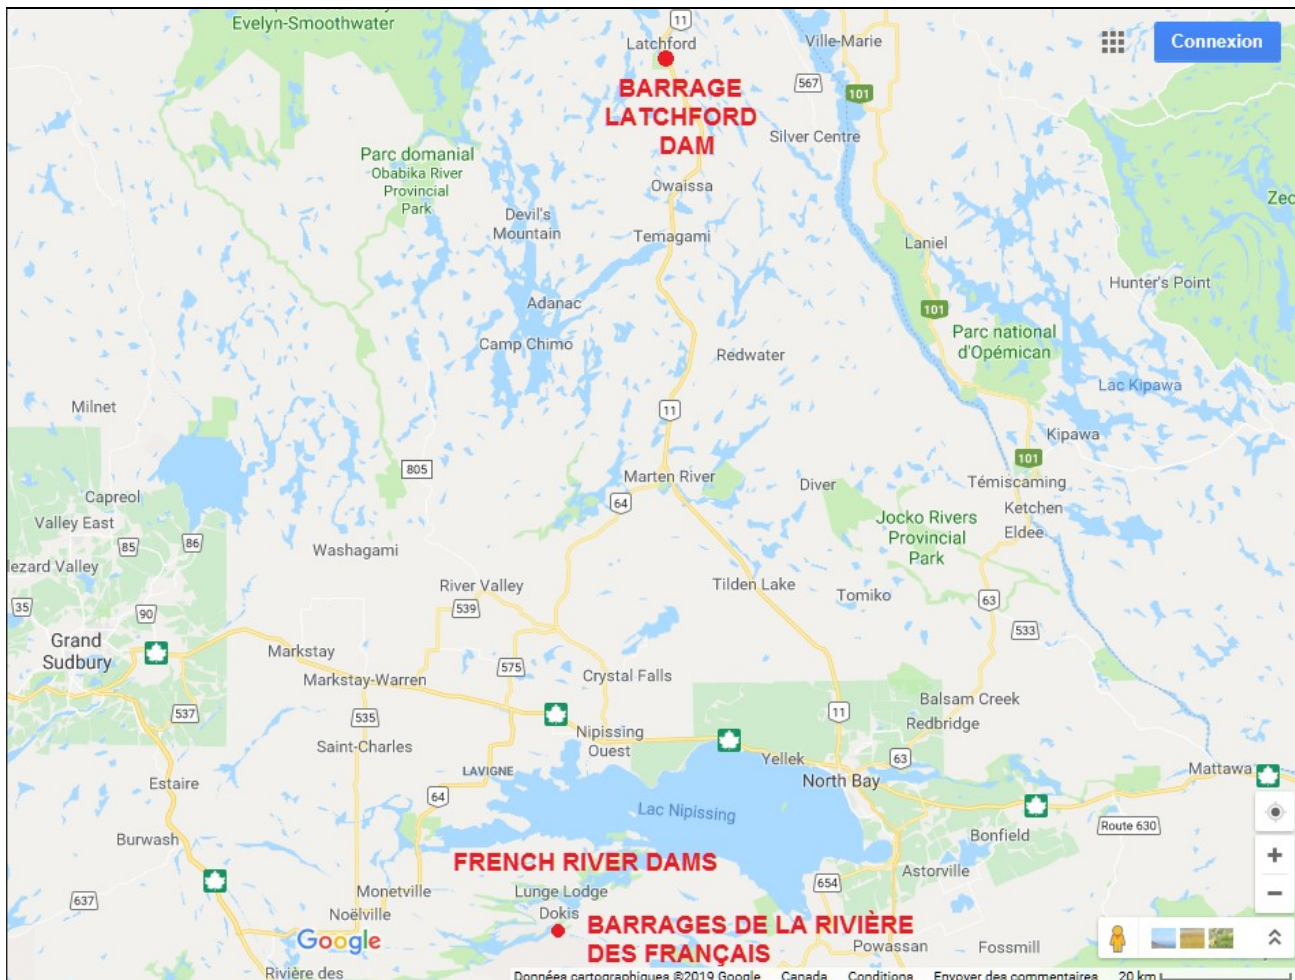 Evelyn-Smoothwater
11
Latchford
Ville-Marie
Connexion
BARRAGE
LATCHFORD
DAM
567
101
Silver Centre
Parc domanial
Obabika River
Provincial
Park
Owaissa
Devil's
Mountain
Temagami
Laniel
Zec
Hunter's Point
Adanac
101
Camp Chimo
Redwater
Parc national
d'Opémican
Lac Kipawa
Milnet
11
Kipawa
805
Marten River
101
Capreol
64
Diver
Témiscaming
Valley East
Ketchen
85
86
Jocko Rivers
Provincial
Park
Eldee
Washagami
lezard Valley
River Valley
Tilden Lake
Tomiko
35
90
539
63
533
Grand
Sudbury
Markstay
575
Crystal Falls
Markstay-Warren
Balsam Creek
537
535
11
Redbridge
Saint-Charles
Nipissing
Ouest
Yellek
63
LAVIGNE
North Bay
Mattawa
Estaire
64
Lac Nipissing
Route 630
Burwash
Bonfield
FRENCH RIVER DAMS
Astorville
Monetville
Lunge Lodge
654
637
Noëlville
Dokis
BARRAGES DE LA RIVIÈRE
DES FRANÇAIS
Google
Powassan
Fossmill
Rivière des
Données cartographiques ©2019 Google Canada Conditions Envoyer des commentaires 20 km